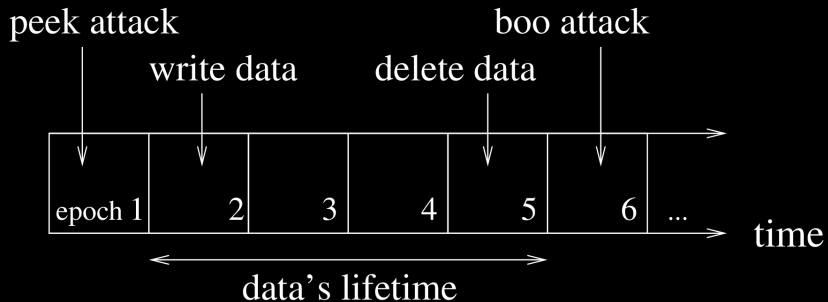 peek attack
boo attack
write data
delete data
epoch 1
2
3
4
5
6
...
time
data's lifetime